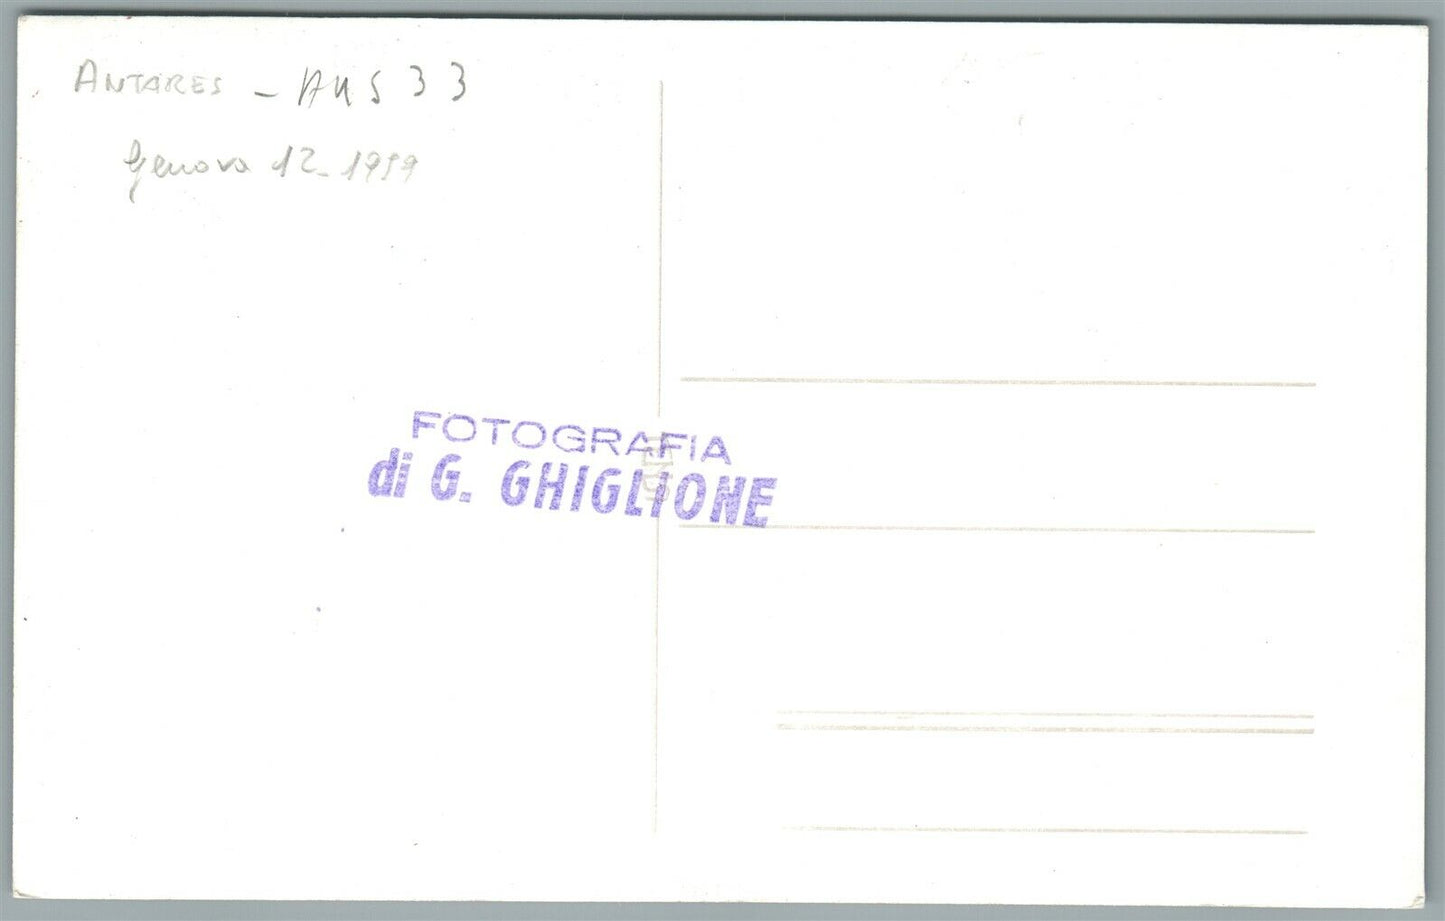 ANTARES - AUS 33
Genova 12-1959
FOTOGRAFIA
di G. GHIGLIONE